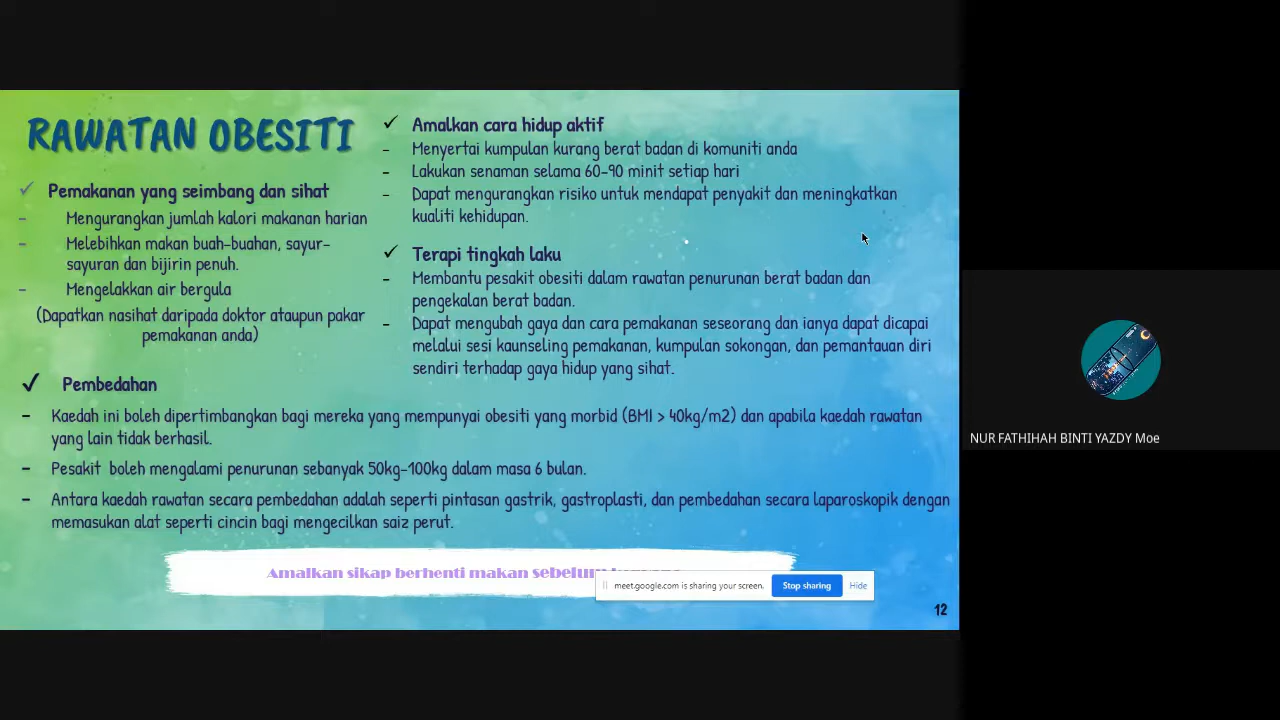 RAWATAN OBESITI
✓ Pemakanan yang seimbang dan sihat
- Mengurangkan jumlah kalori makanan harian
- Melebihkan makan buah-buahan, sayur-
sayuran dan bijirin penuh.
- Mengelakkan air bergula
(Dapatkan nasihat daripada doktor ataupun pakar
pemakanan anda)
✓ Amalkan cara hidup aktif
- Menyertai kumpulan kurang berat badan di komuniti anda
- Lakukan senaman selama 60-90 minit setiap hari
- Dapat mengurangkan risiko untuk mendapat penyakit dan meningkatkan
kualiti kehidupan.
✓ Terapi tingkah laku
- Membantu pesakit obesiti dalam rawatan penurunan berat badan dan
pengekalan berat badan.
- Dapat mengubah gaya dan cara pemakanan seseorang dan ianya dapat dicapai
melalui sesi kaunseling pemakanan, kumpulan sokongan, dan pemantauan diri
sendiri terhadap gaya hidup yang sihat.
✓ Pembedahan
- Kaedah ini boleh dipertimbangkan bagi mereka yang mempunyai obesiti yang morbid (BMI > 40kg/m2) dan apabila kaedah rawatan
yang lain tidak berhasil.
- Pesakit boleh mengalami penurunan sebanyak 50kg-100kg dalam masa 6 bulan.
- Antara kaedah rawatan secara pembedahan adalah seperti pintasan gastrik, gastroplasti, dan pembedahan secara laparoskopik dengan
memasukan alat seperti cincin bagi mengecilkan saiz perut.
Amalkan sikap berhenti makan sebelum
meet.google.com is sharing your screen.
Stop sharing
Hide
12
NUR FATHIHAH BINTI YAZDY Moe